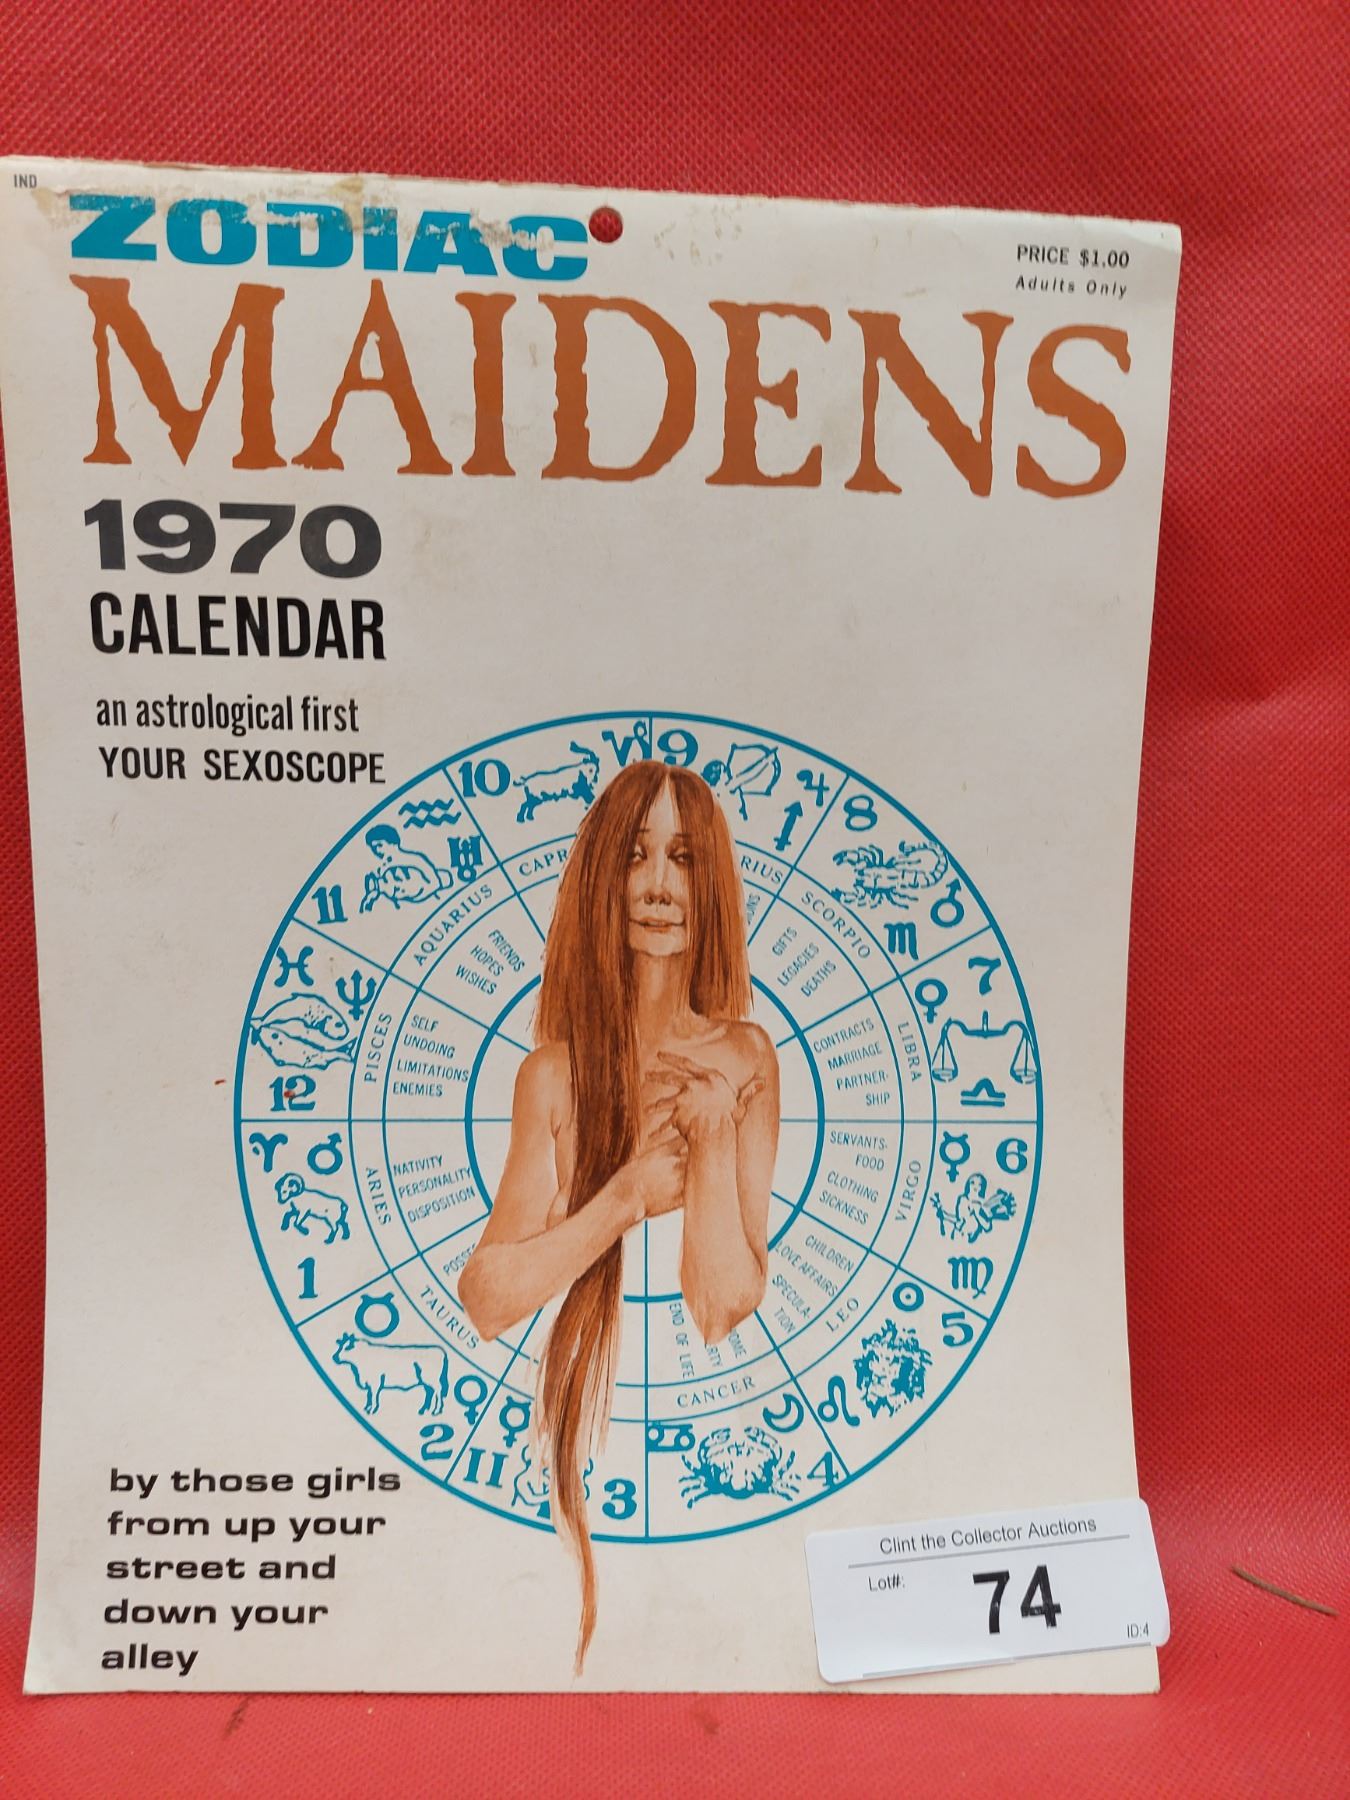 IND
ZODIAC
PRICE $1.00
Adults Only
MAIDENS
1970
CALENDAR
an astrological first
YOUR SEXOSCOPE
10
9
8
11
7
12
6
1
5
2
II
3
4
CAPR
RIUS
SCORPIO
AQUARIUS
LIBRA
PISCES
VIRGO
ARIES
LEO
TAURUS
CANCER
FRIENDS
HOPES
WISHES
GIFTS
LEGACIES
DEATHS
SELF
UNDOING
LIMITATIONS
ENEMIES
CONTRACTS
MARRIAGE
PARTNER-
SHIP
NATIVITY
PERSONALITY
DISPOSITION
SERVANTS-
FOOD
CLOTHING
SICKNESS
POSSE
CHILDREN
LOVE AFFAIRS
SPECULA-
TION
OME
RTY
END OF LIFE
by those girls
from up your
street and
down your
alley
Clint the Collector Auctions
Lot#:
74
ID:4